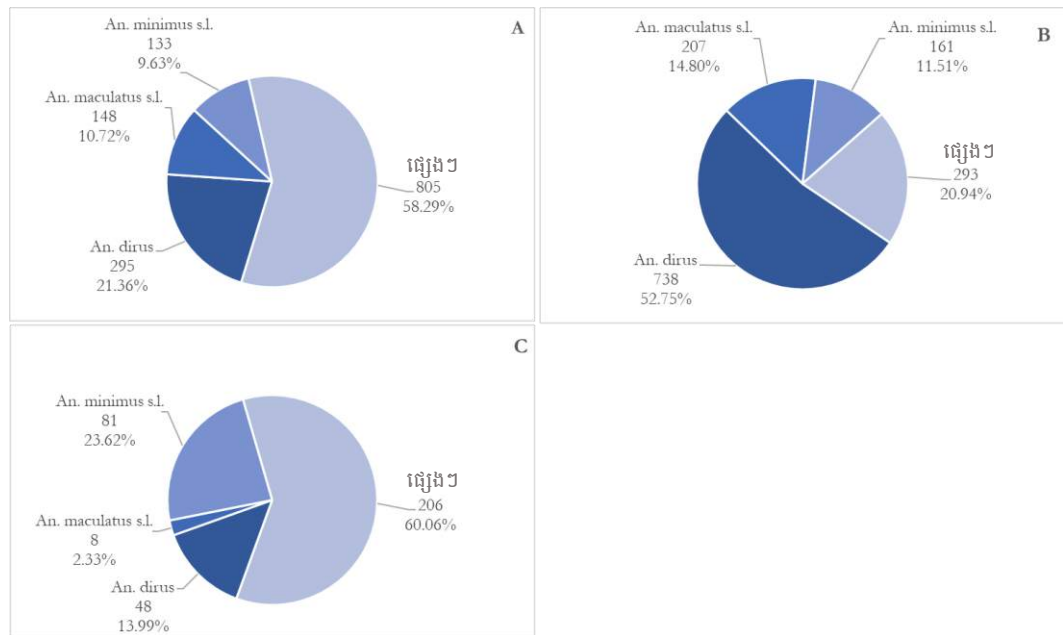 A
An. minimus s.l.
133
9.63%
An. maculatus s.l.
148
10.72%
An. dirus
295
21.36%
ផ្សេងៗ
805
58.29%
B
An. maculatus s.l.
207
14.80%
An. minimus s.l.
161
11.51%
ផ្សេងៗ
293
20.94%
An. dirus
738
52.75%
C
An. minimus s.l.
81
23.62%
An. maculatus s.l.
8
2.33%
An. dirus
48
13.99%
ផ្សេងៗ
206
60.06%